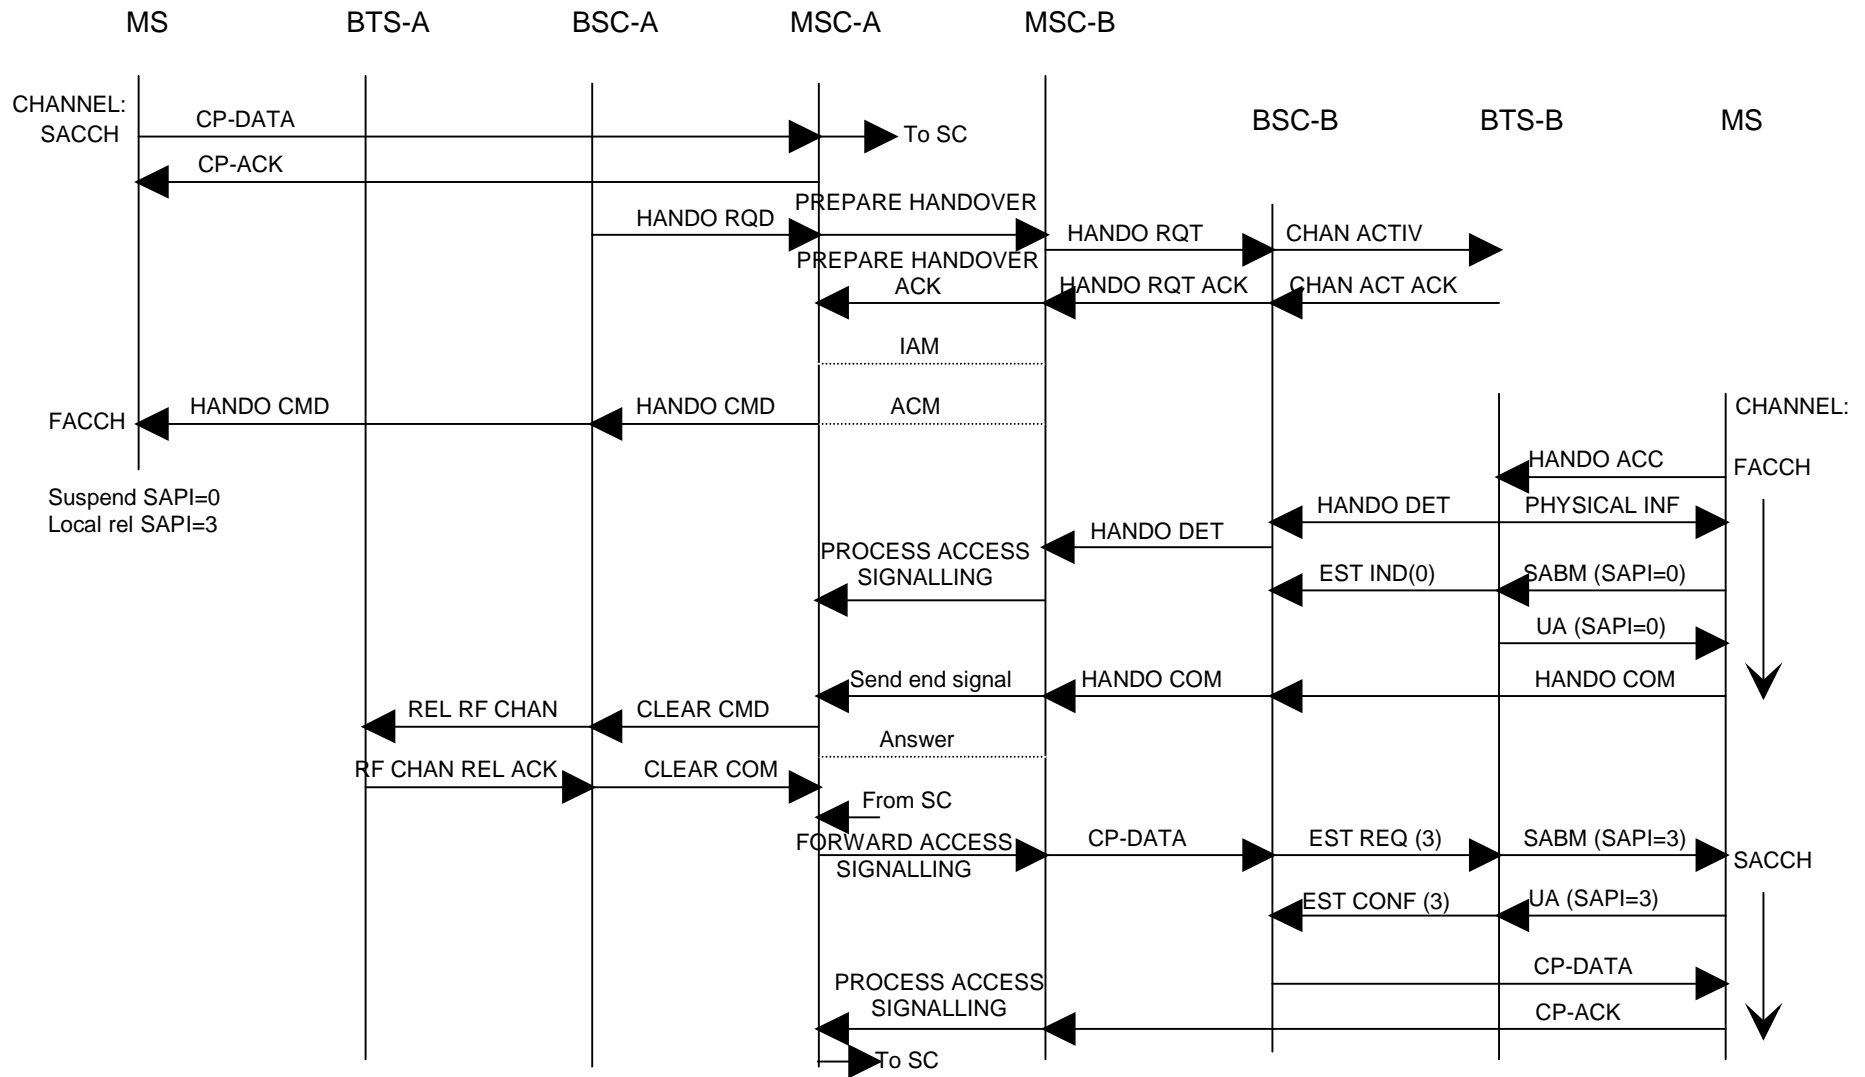 MS BTS-A BSC-A MSC-A MSC-B
CHANNEL:
SACCH
CP-DATA
To SC
BSC-B BTS-B MS
CP-ACK
PREPARE HANDOVER
HANDO RQD
HANDO RQT
CHAN ACTIV
PREPARE HANDOVER
ACK
HANDO RQT ACK
CHAN ACT ACK
IAM
FACCH
HANDO CMD
HANDO CMD
ACM
CHANNEL:
HANDO ACC
FACCH
Suspend SAPI=0
Local rel SAPI=3
HANDO DET
PHYSICAL INF
HANDO DET
PROCESS ACCESS
SIGNALLING
EST IND(0)
SABM (SAPI=0)
UA (SAPI=0)
Send end signal
HANDO COM
HANDO COM
REL RF CHAN
CLEAR CMD
Answer
RF CHAN REL ACK
CLEAR COM
From SC
FORWARD ACCESS
SIGNALLING
CP-DATA
EST REQ (3)
SABM (SAPI=3)
SACCH
EST CONF (3)
UA (SAPI=3)
CP-DATA
PROCESS ACCESS
SIGNALLING
CP-ACK
To SC